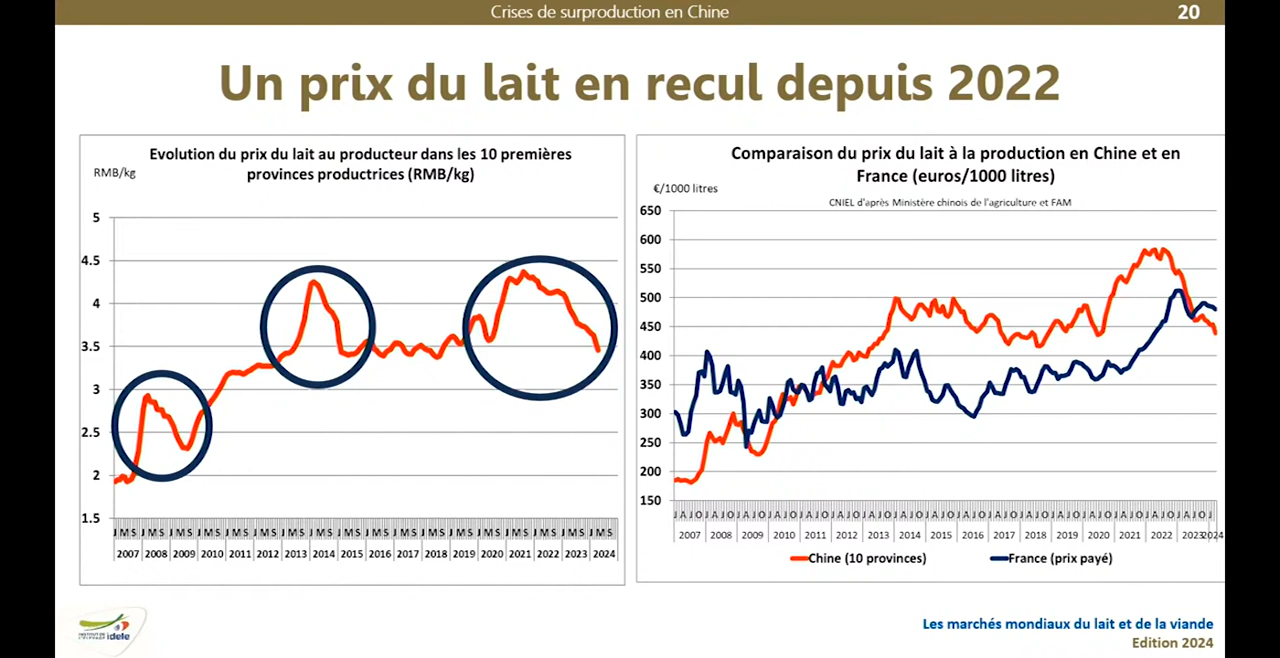 Crises de surproduction en Chine
20
Un prix du lait en recul depuis 2022
Evolution du prix du lait au producteur dans les 10 premières
provinces productrices (RMB/kg)
RMB/kg
5
4.5
4
3.5
3
2.5
2
1.5
J M S J M S J M S J M S J M S J M S J M S J M S J M S J M S J M S J M S J M S J M S J M S J M S J M S J M S
2007 2008 2009 2010 2011 2012 2013 2014 2015 2016 2017 2018 2019 2020 2021 2022 2023 2024
Comparaison du prix du lait à la production en Chine et en
France (euros/1000 litres)
€/1000 litres
CNIEL d'après Ministère chinois de l'agriculture et FAM
650
600
550
500
450
400
350
300
250
200
150
J A J O J A J O J A J O J A J O J A J O J A J O J A J O J A J O J A J O J A J O J A J O J A J O J A J O J A J O J A J O J A J O J A J O J
2007 2008 2009 2010 2011 2012 2013 2014 2015 2016 2017 2018 2019 2020 2021 2022 2023 2024
Chine (10 provinces)
France (prix payé)
idele
Les marchés mondiaux du lait et de la viande
Edition 2024